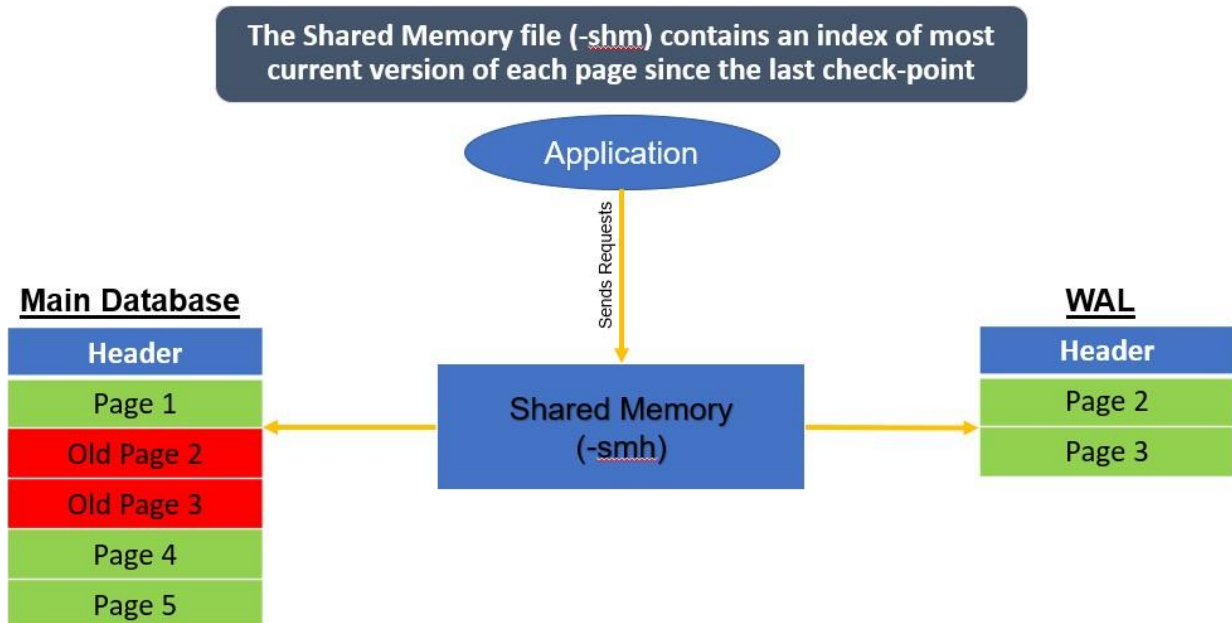 The Shared Memory file (-shm) contains an index of most
current version of each page since the last check-point
Application
Sends Requests
Main Database
Header
Page 1
Old Page 2
Old Page 3
Page 4
Page 5
Shared Memory
(-smh)
WAL
Header
Page 2
Page 3